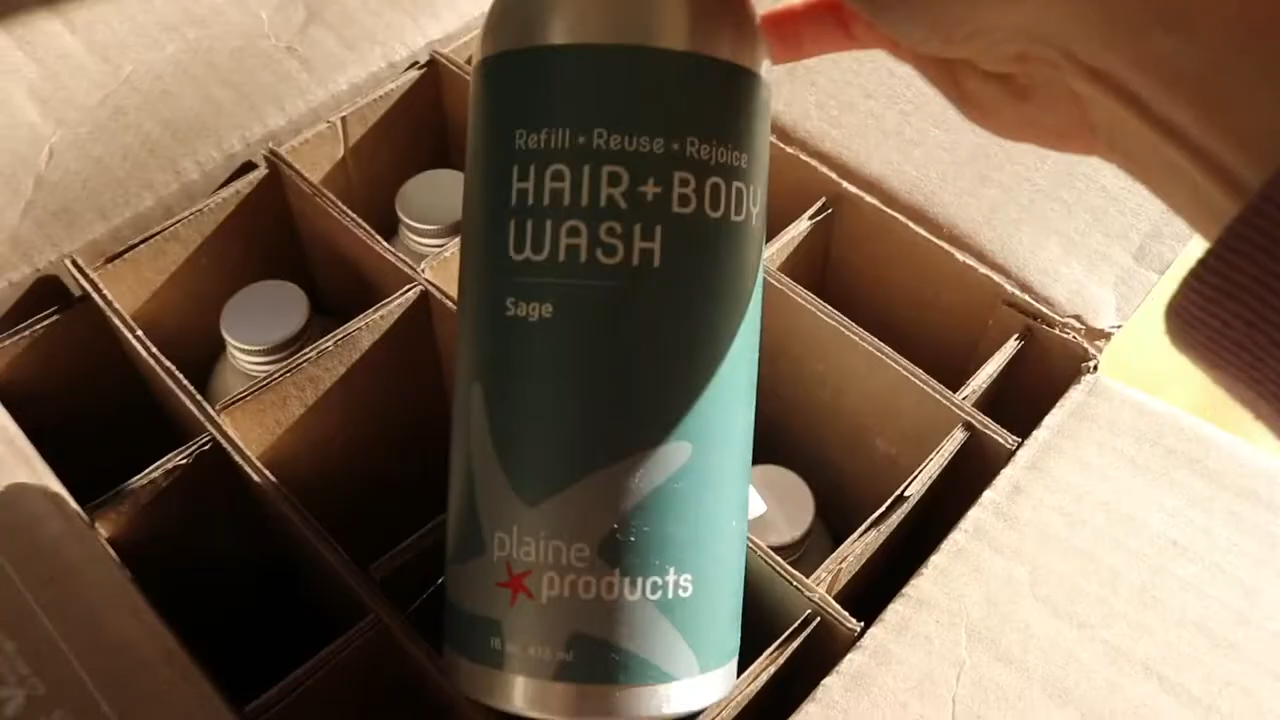 Refill • Reuse • Rejoice
HAIR+BODY
WASH
Sage
plaine
products